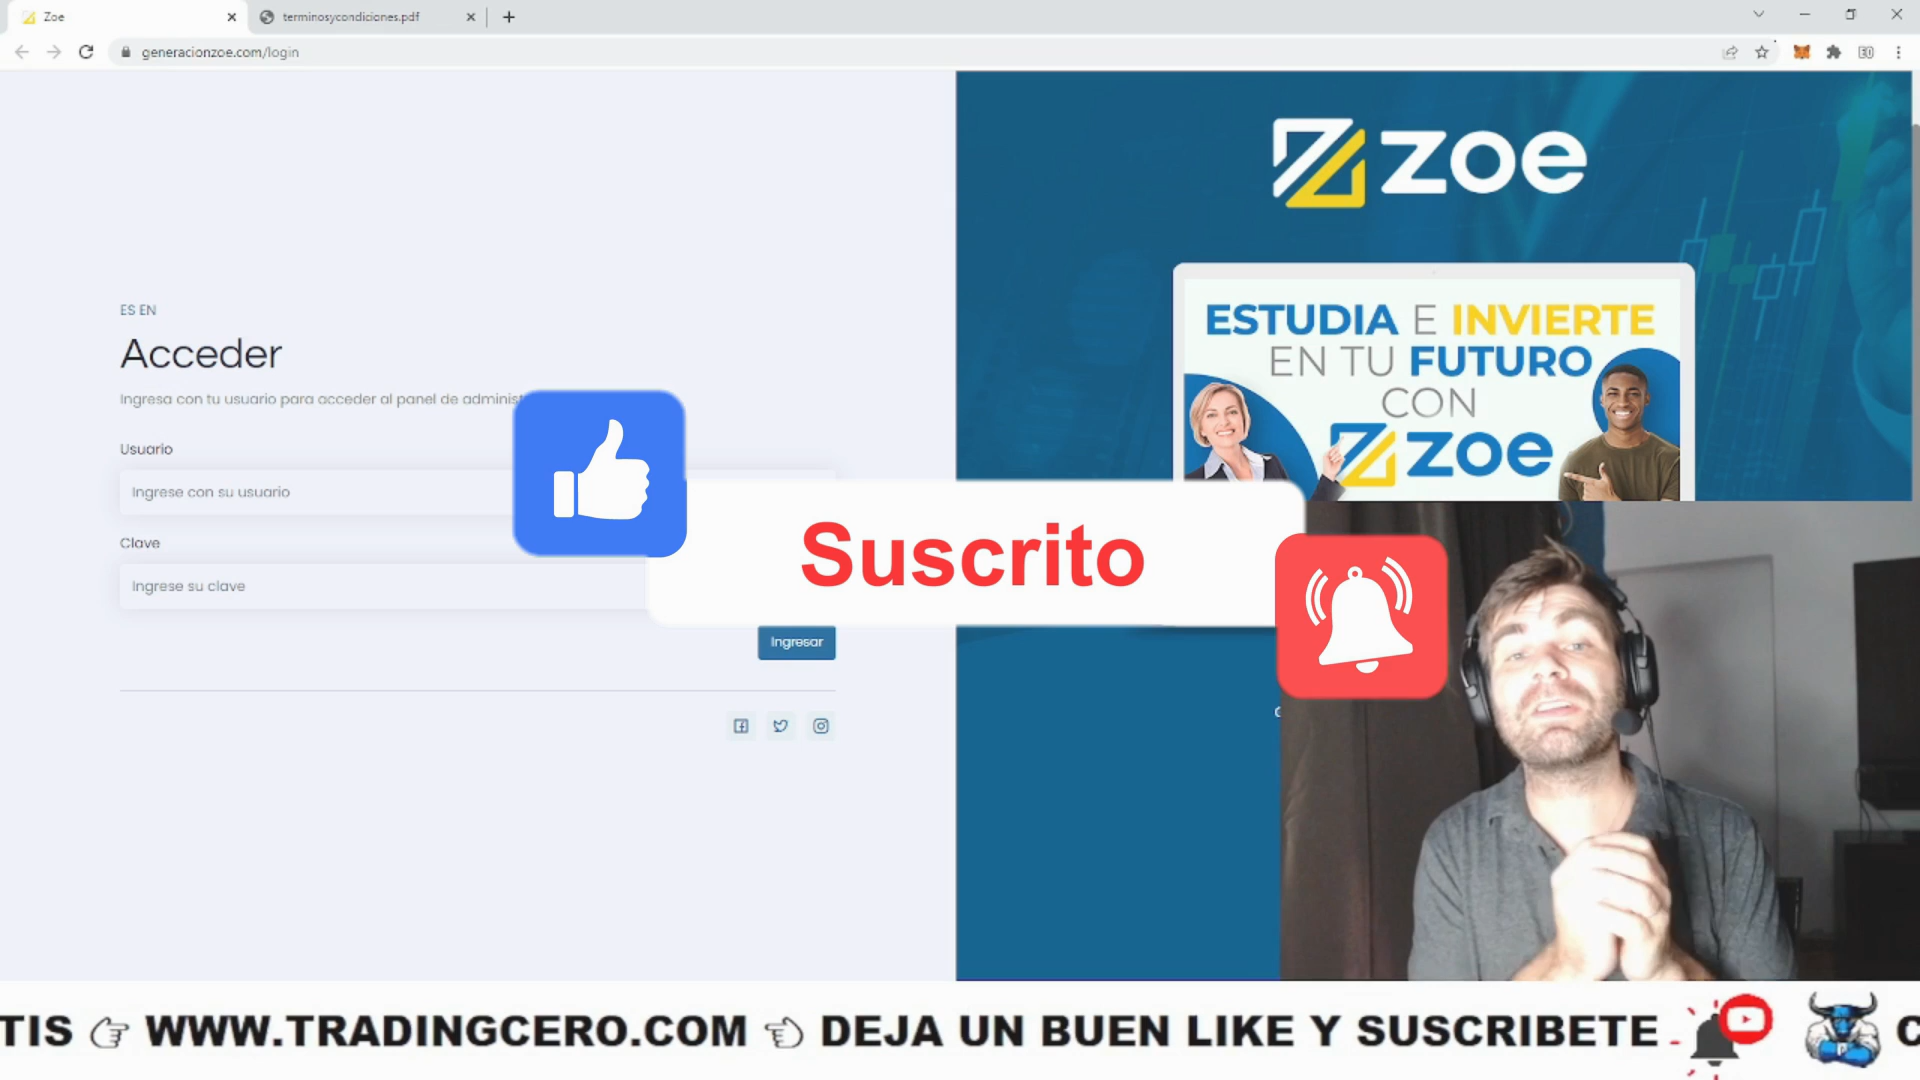 Zoe
terminosycondiciones.pdf
generacionzoe.com/login
ES EN
Acceder
Ingresa con tu usuario para acceder al panel de
Usuario
Ingrese con su usuario
Clave
Ingrese su clave
Ingresar
zoe
ESTUDIA E INVIERTE
EN TU FUTURO
CON
zoe
Suscrito
TIS 👉 WWW.TRADINGCERO.COM 👈 DEJA UN BUEN LIKE Y SUSCRIBETE